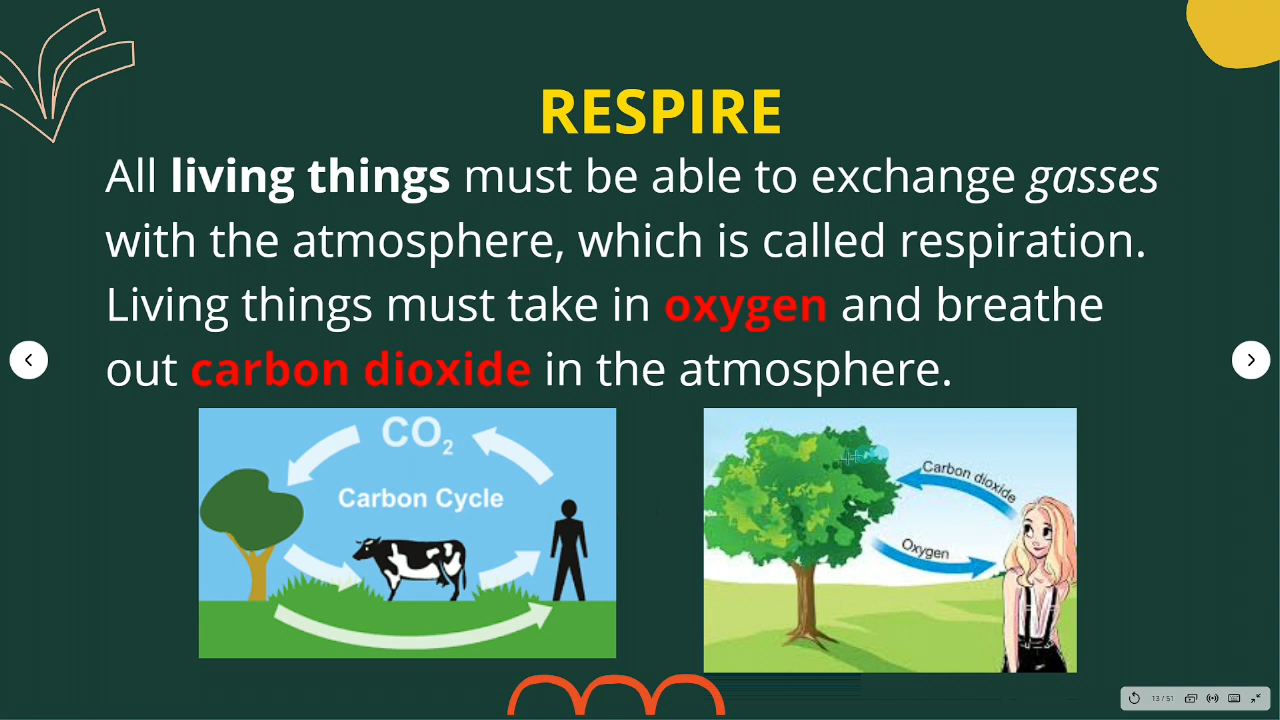 RESPIRE
All living things must be able to exchange gasses
with the atmosphere, which is called respiration.
Living things must take in oxygen and breathe
out carbon dioxide in the atmosphere.
CO₂
Carbon Cycle
Carbon dioxide
Oxygen
13 / 51